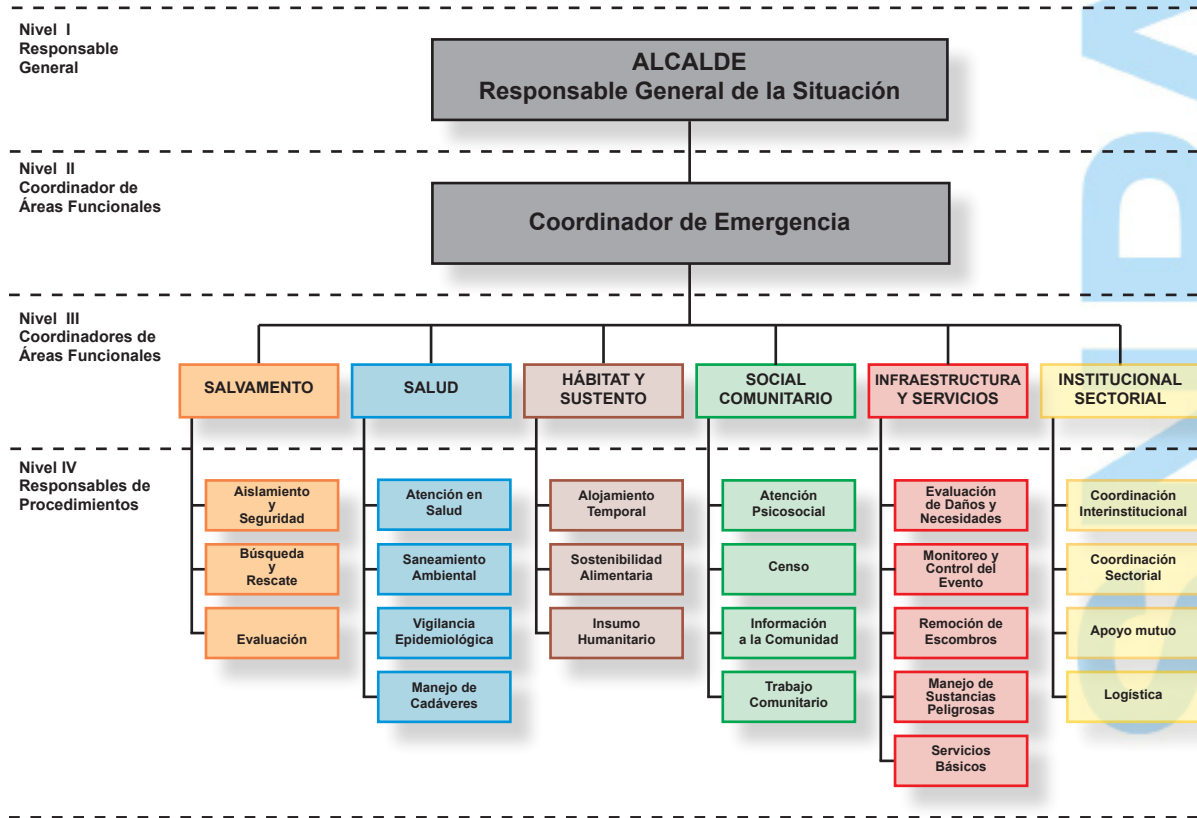 Nivel I
Responsable
General
ALCALDE
Responsable General de la Situación
Nivel II
Coordinador de
Áreas Funcionales
Coordinador de Emergencia
Nivel III
Coordinadores de
Áreas Funcionales
SALVAMENTO
SALUD
HÁBITAT Y
SUSTENTO
SOCIAL
COMUNITARIO
INFRAESTRUCTURA
Y SERVICIOS
INSTITUCIONAL
SECTORIAL
Nivel IV
Responsables de
Procedimientos
Aislamiento
y
Seguridad
Búsqueda
y
Rescate
Evaluación
Atención en
Salud
Saneamiento
Ambiental
Vigilancia
Epidemiológica
Manejo de
Cadáveres
Alojamiento
Temporal
Sostenibilidad
Alimentaria
Insumo
Humanitario
Atención
Psicosocial
Censo
Información
a la Comunidad
Trabajo
Comunitario
Evaluación
de Daños y
Necesidades
Monitoreo y
Control del
Evento
Remoción de
Escombros
Manejo de
Sustancias
Peligrosas
Servicios
Básicos
Coordinación
Interinstitucional
Coordinación
Sectorial
Apoyo mutuo
Logística